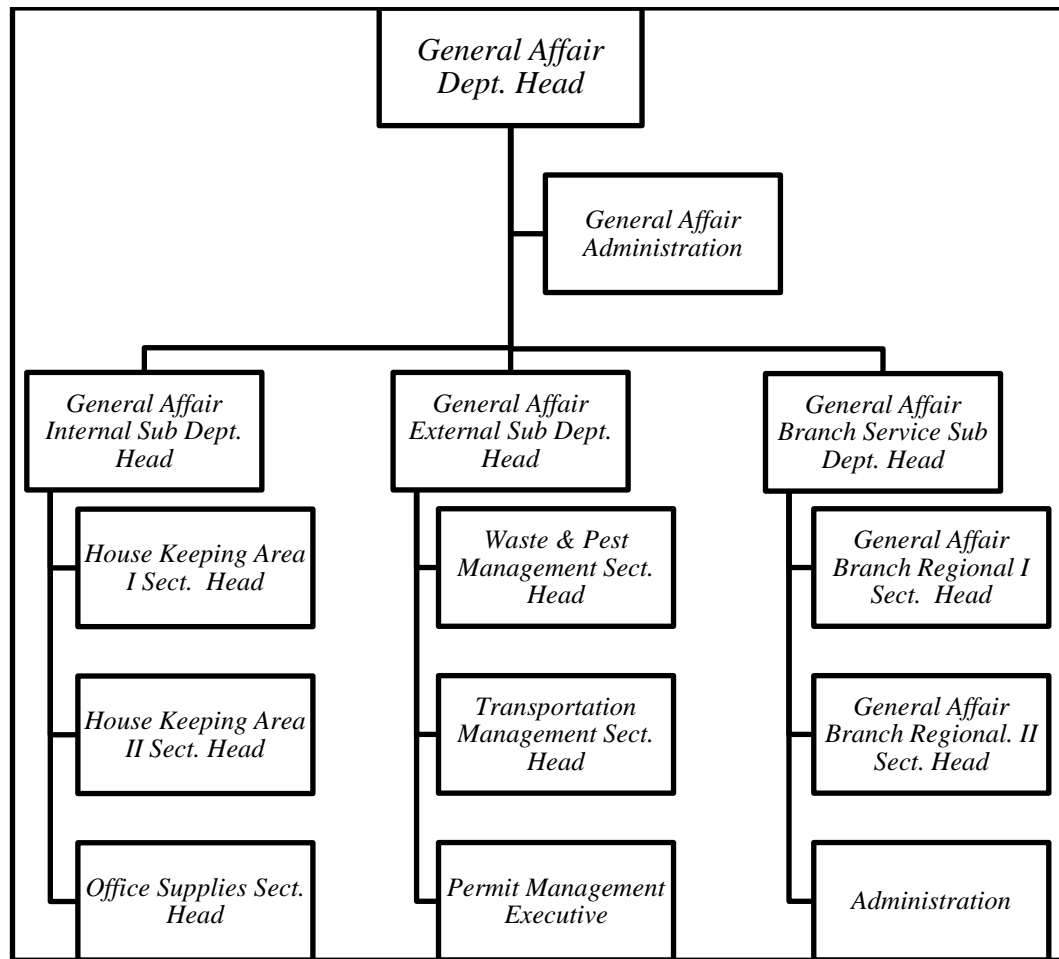 General Affair
Dept. Head
General Affair
Administration
General Affair
Internal Sub Dept.
Head
General Affair
External Sub Dept.
Head
General Affair
Branch Service Sub
Dept. Head
House Keeping Area
I Sect. Head
Waste & Pest
Management Sect.
Head
General Affair
Branch Regional I
Sect. Head
House Keeping Area
II Sect. Head
Transportation
Management Sect.
Head
General Affair
Branch Regional. II
Sect. Head
Office Supplies Sect.
Head
Permit Management
Executive
Administration